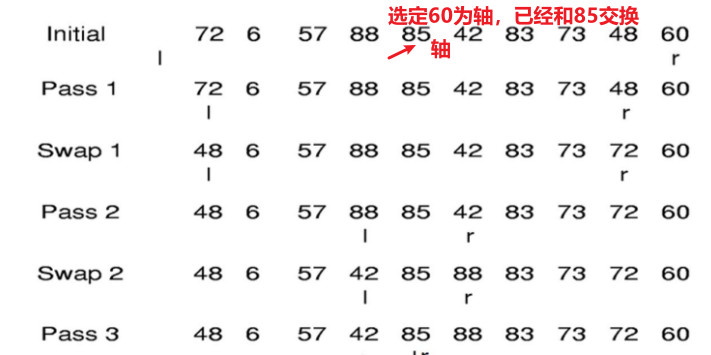 选定60为轴，已经和85交换
Initial 72 6 57 88 85 42 83 73 48 60
l 轴 r
Pass 1 72 6 57 88 85 42 83 73 48 60
l r
Swap 1 48 6 57 88 85 42 83 73 72 60
l r
Pass 2 48 6 57 88 85 42 83 73 72 60
l r
Swap 2 48 6 57 42 85 88 83 73 72 60
l r
Pass 3 48 6 57 42 85 88 83 73 72 60
lr